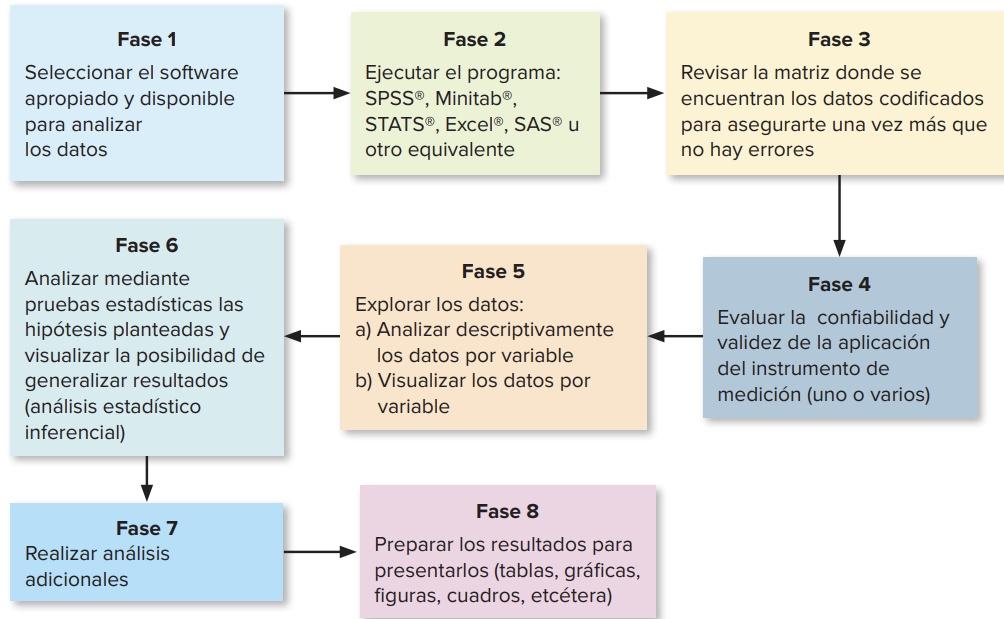 Fase 1
Seleccionar el software
apropiado y disponible
para analizar
los datos
Fase 2
Ejecutar el programa:
SPSS®, Minitab®,
STATS®, Excel®, SAS® u
otro equivalente
Fase 3
Revisar la matriz donde se
encuentran los datos codificados
para asegurarte una vez más que
no hay errores
Fase 4
Evaluar la confiabilidad y
validez de la aplicación
del instrumento de
medición (uno o varios)
Fase 5
Explorar los datos:
a) Analizar descriptivamente
los datos por variable
b) Visualizar los datos por
variable
Fase 6
Analizar mediante
pruebas estadísticas las
hipótesis planteadas y
visualizar la posibilidad de
generalizar resultados
(análisis estadístico
inferencial)
Fase 7
Realizar análisis
adicionales
Fase 8
Preparar los resultados para
presentarlos (tablas, gráficas,
figuras, cuadros, etcétera)